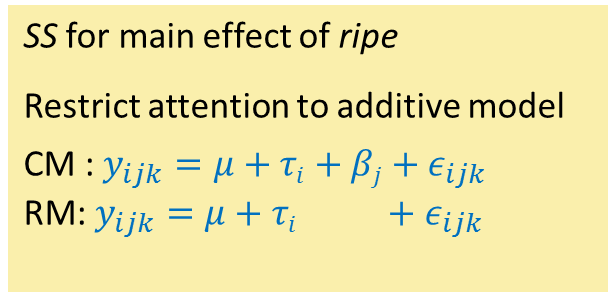 SS for main effect of ripe
Restrict attention to additive model
CM : yᵢⱼₖ = μ + τᵢ + βⱼ + ϵᵢⱼₖ
RM: yᵢⱼₖ = μ + τᵢ + ϵᵢⱼₖ